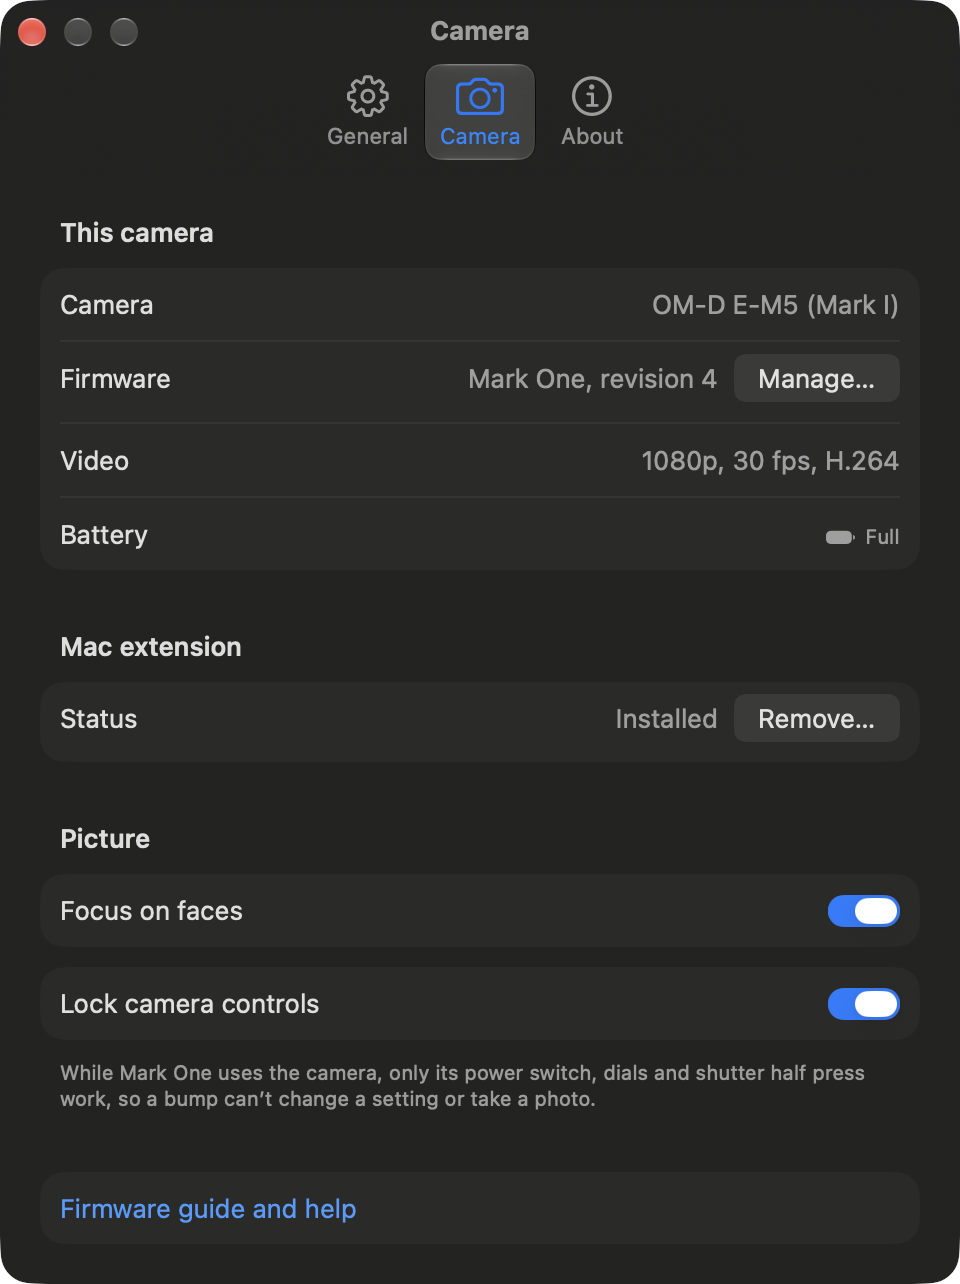 Camera
General
Camera
About
This camera
Camera
OM-D E-M5 (Mark I)
Firmware
Mark One, revision 4
Manage...
Video
1080p, 30 fps, H.264
Battery
Full
Mac extension
Status
Installed
Remove...
Picture
Focus on faces
Lock camera controls
While Mark One uses the camera, only its power switch, dials and shutter half press
work, so a bump can’t change a setting or take a photo.
Firmware guide and help